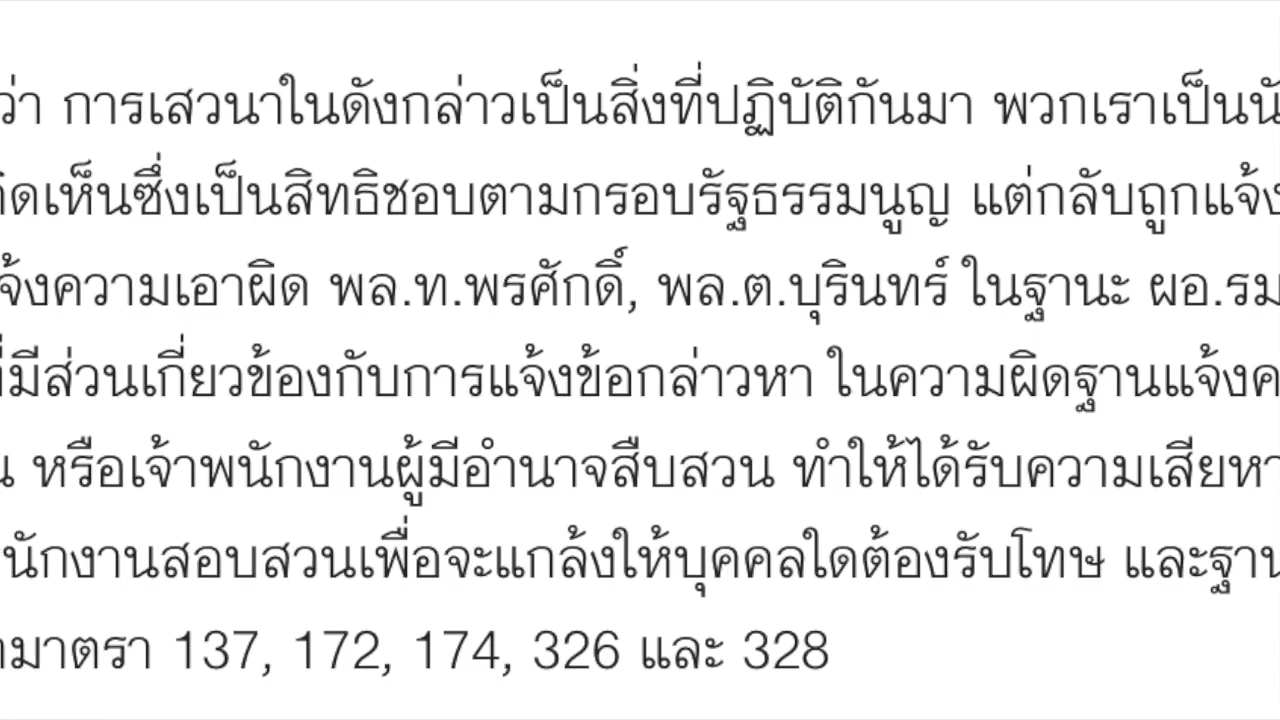 ว่า การเสวนาในดังกล่าวเป็นสิ่งที่ปฏิบัติกันมา พวกเราเป็นนั
คิดเห็นซึ่งเป็นสิทธิชอบตามกรอบรัฐธรรมนูญ แต่กลับถูกแจ้ง
จ้งความเอาผิด พล.ท.พรศักดิ์, พล.ต.บุรินทร์ ในฐานะ ผอ.รม
ที่มีส่วนเกี่ยวข้องกับการแจ้งข้อกล่าวหา ในความผิดฐานแจ้งค
น หรือเจ้าพนักงานผู้มีอำนาจสืบสวน ทำให้ได้รับความเสียหา
นักงานสอบสวนเพื่อจะแกล้งให้บุคคลใดต้องรับโทษ และฐาน
ามาตรา 137, 172, 174, 326 และ 328